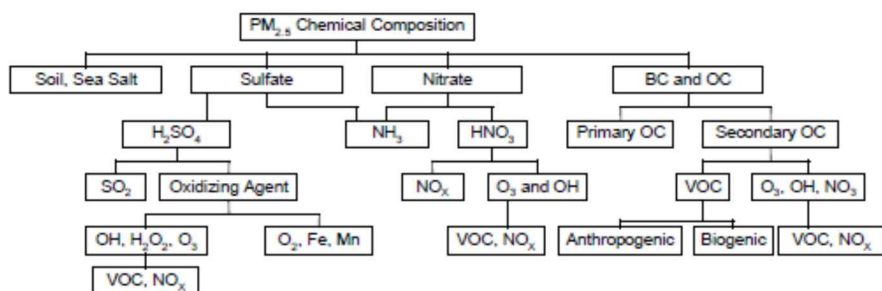 PM₂.₅ Chemical Composition
Soil, Sea Salt
Sulfate
Nitrate
BC and OC
H₂SO₄
NH₃
HNO₃
Primary OC
Secondary OC
SO₂
Oxidizing Agent
NOₓ
O₃ and OH
VOC
O₃, OH, NO₃
OH, H₂O₂, O₃
O₂, Fe, Mn
VOC, NOₓ
Anthropogenic
Biogenic
VOC, NOₓ
VOC, NOₓ